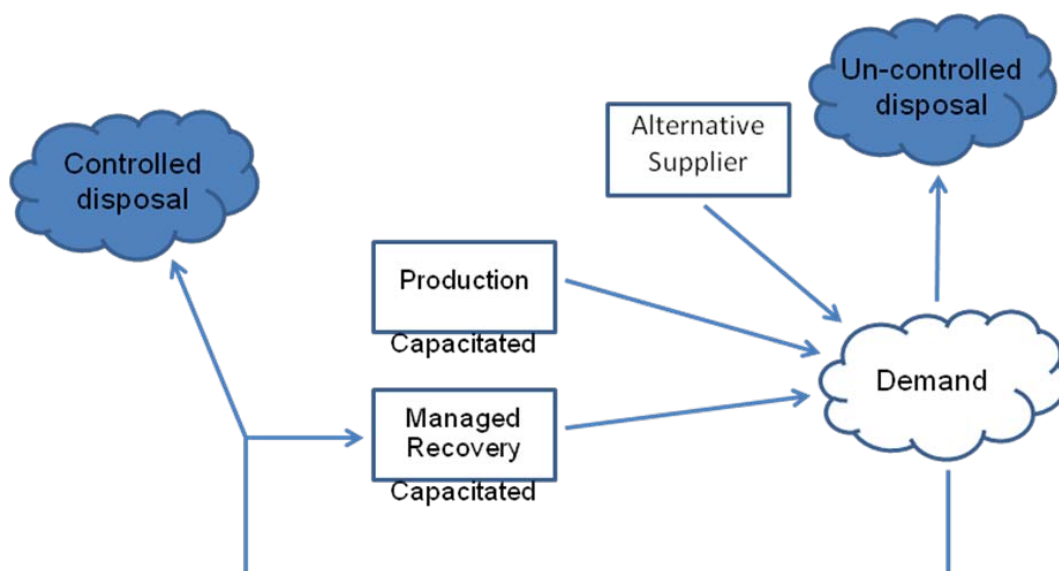 Un-controlled
disposal
Alternative
Supplier
Controlled
disposal
Production
Capacitated
Demand
Managed
Recovery
Capacitated